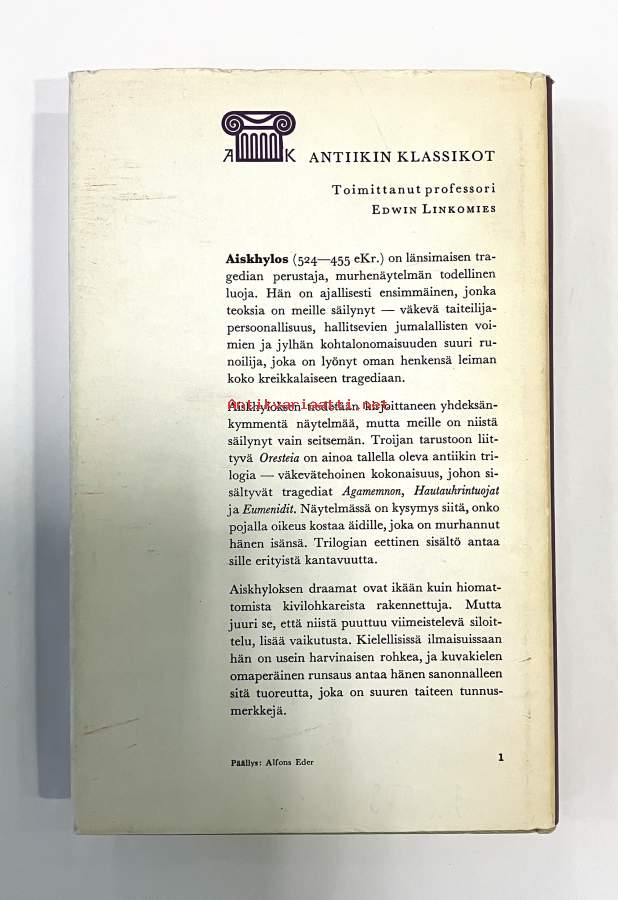 A K ANTIIKIN KLASSIKOT
Toimittanut professori
EDWIN LINKOMIES
Aiskhylos (524—455 eKr.) on länsimaisen tra-
gedian perustaja, murhenäytelmän todellinen
luoja. Hän on ajallisesti ensimmäinen, jonka
teoksia on meille säilynyt — väkevä taiteilija-
persoonallisuus, hallitsevien jumalallisten voi-
mien ja jylhän kohtalonomaisuuden suuri ru-
noilija, joka on lyönyt oman henkensä leiman
koko kreikkalaiseen tragediaan.
Antikvariaatti.net
Aiskhyloksen tiedetään kirjoittaneen yhdeksän-
kymmentä näytelmää, mutta meille on niistä
säilynyt vain seitsemän. Troijan tarustoon liit-
tyvä Oresteia on ainoa tallella oleva antiikin tri-
logia — väkevätehoinen kokonaisuus, johon si-
sältyvät tragediat Agamemnon, Hautauhrintuojat
ja Eumenidit. Näytelmässä on kysymys siitä, onko
pojalla oikeus kostaa äidille, joka on murhannut
hänen isänsä. Trilogian eettinen sisältö antaa
sille erityistä kantavuutta.
Aiskhyloksen draamat ovat ikään kuin hiomat-
tomista kivilohkareista rakennettuja. Mutta
juuri se, että niistä puuttuu viimeistelevä siloit-
telu, lisää vaikutusta. Kielellisissä ilmaisuissaan
hän on usein harvinaisen rohkea, ja kuvakielen
omaperäinen runsaus antaa hänen sanonnalleen
sitä tuoreutta, joka on suuren taiteen tunnus-
merkkejä.
Päällys: Alfons Eder
1